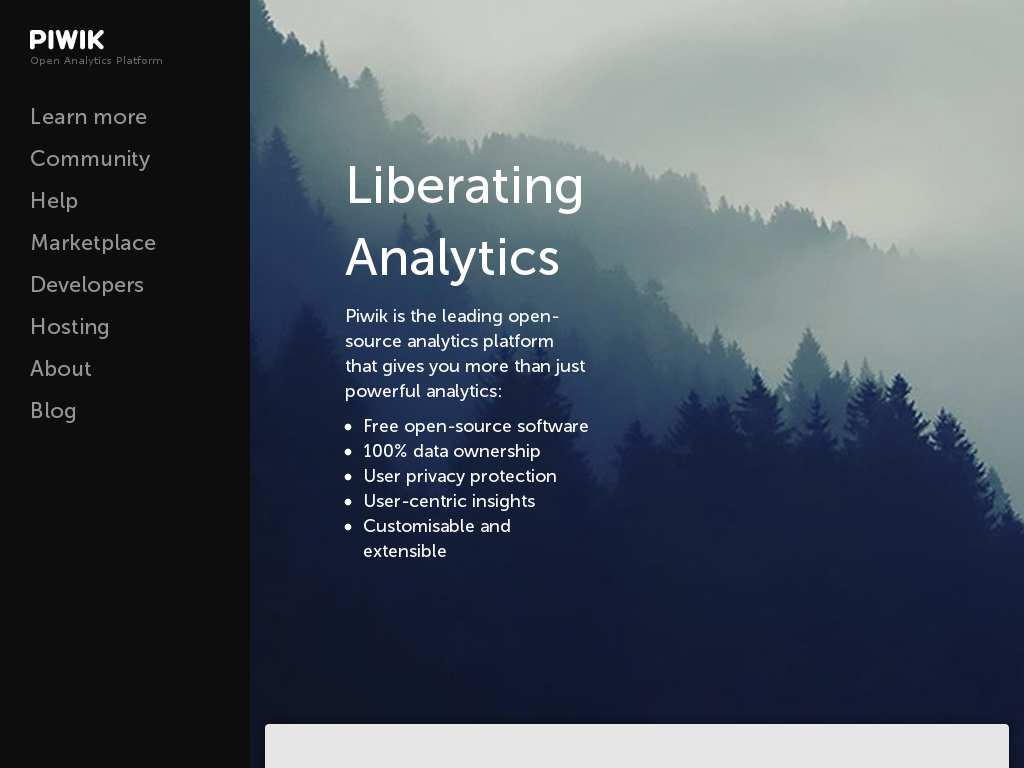 PIWIK
Open Analytics Platform
Learn more
Community
Help
Marketplace
Developers
Hosting
About
Blog
Liberating
Analytics
Piwik is the leading open-
source analytics platform
that gives you more than just
powerful analytics:
• Free open-source software
• 100% data ownership
• User privacy protection
• User-centric insights
• Customisable and
extensible